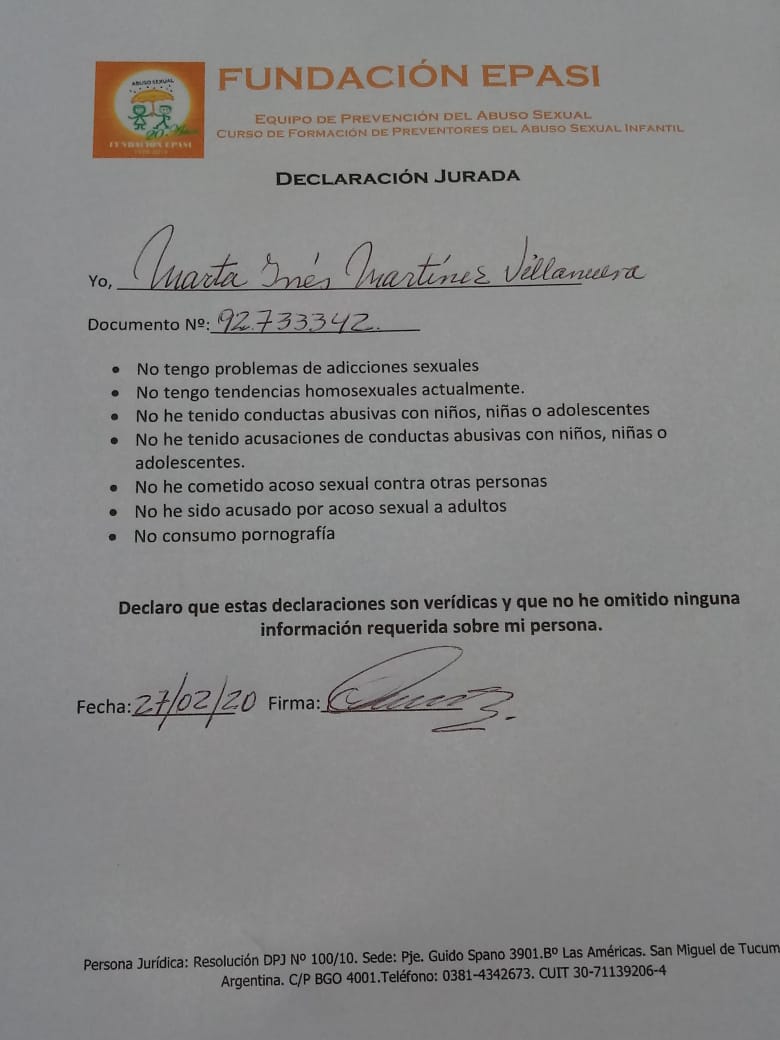 ABUSO SEXUAL
FUNDACIÓN EPASI
FUNDACIÓN EPASI
EQUIPO DE PREVENCIÓN DEL ABUSO SEXUAL
CURSO DE FORMACIÓN DE PREVENTORES DEL ABUSO SEXUAL INFANTIL
DECLARACIÓN JURADA
Yo, Marta Inés Martínez Villanueva
Documento Nº: 92.733342.
• No tengo problemas de adicciones sexuales
• No tengo tendencias homosexuales actualmente.
• No he tenido conductas abusivas con niños, niñas o adolescentes
• No he tenido acusaciones de conductas abusivas con niños, niñas o
adolescentes.
• No he cometido acoso sexual contra otras personas
• No he sido acusado por acoso sexual a adultos
• No consumo pornografía
Declaro que estas declaraciones son verídicas y que no he omitido ninguna
información requerida sobre mi persona.
Fecha: 27/02/20 Firma:
Persona Jurídica: Resolución DPJ Nº 100/10. Sede: Pje. Guido Spano 3901.Bº Las Américas. San Miguel de Tucum
Argentina. C/P BGO 4001.Teléfono: 0381-4342673. CUIT 30-71139206-4